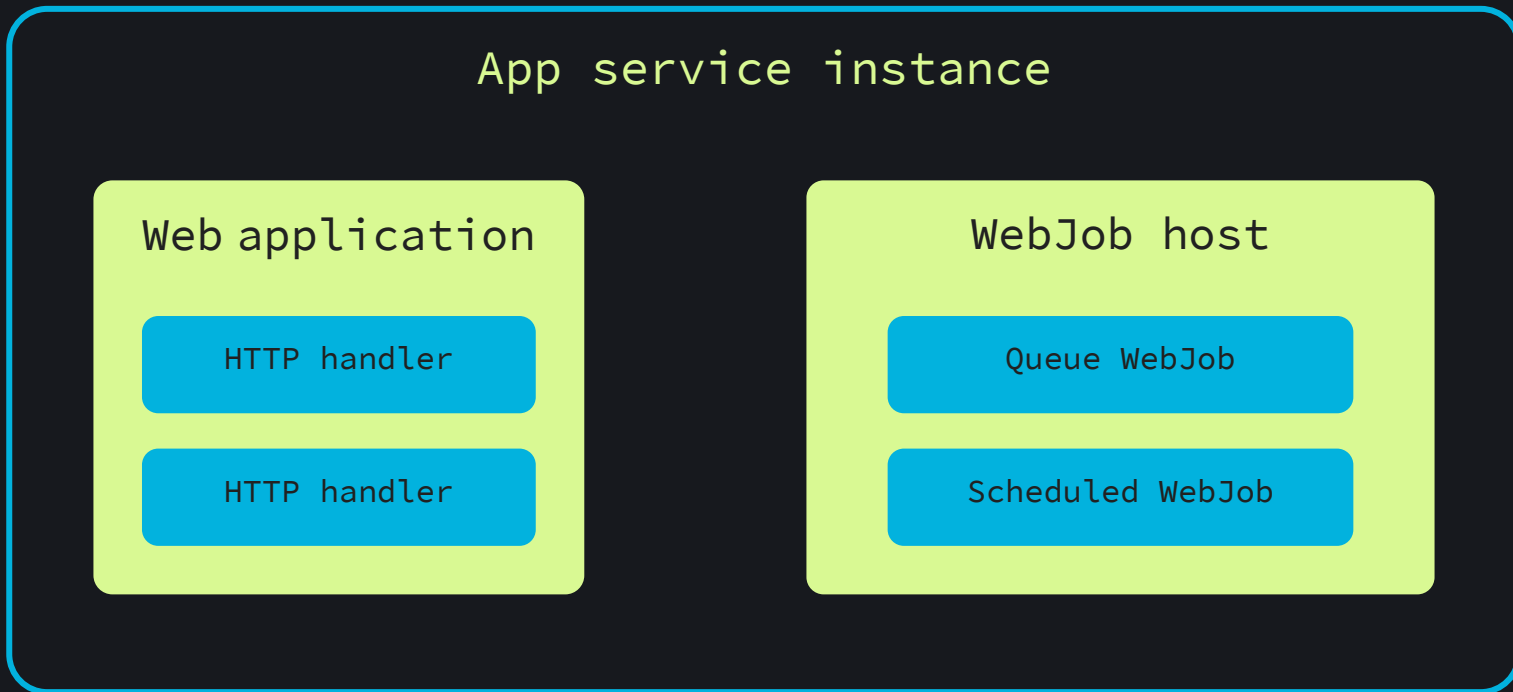 App service instance
Web application
HTTP handler
HTTP handler
WebJob host
Queue WebJob
Scheduled WebJob